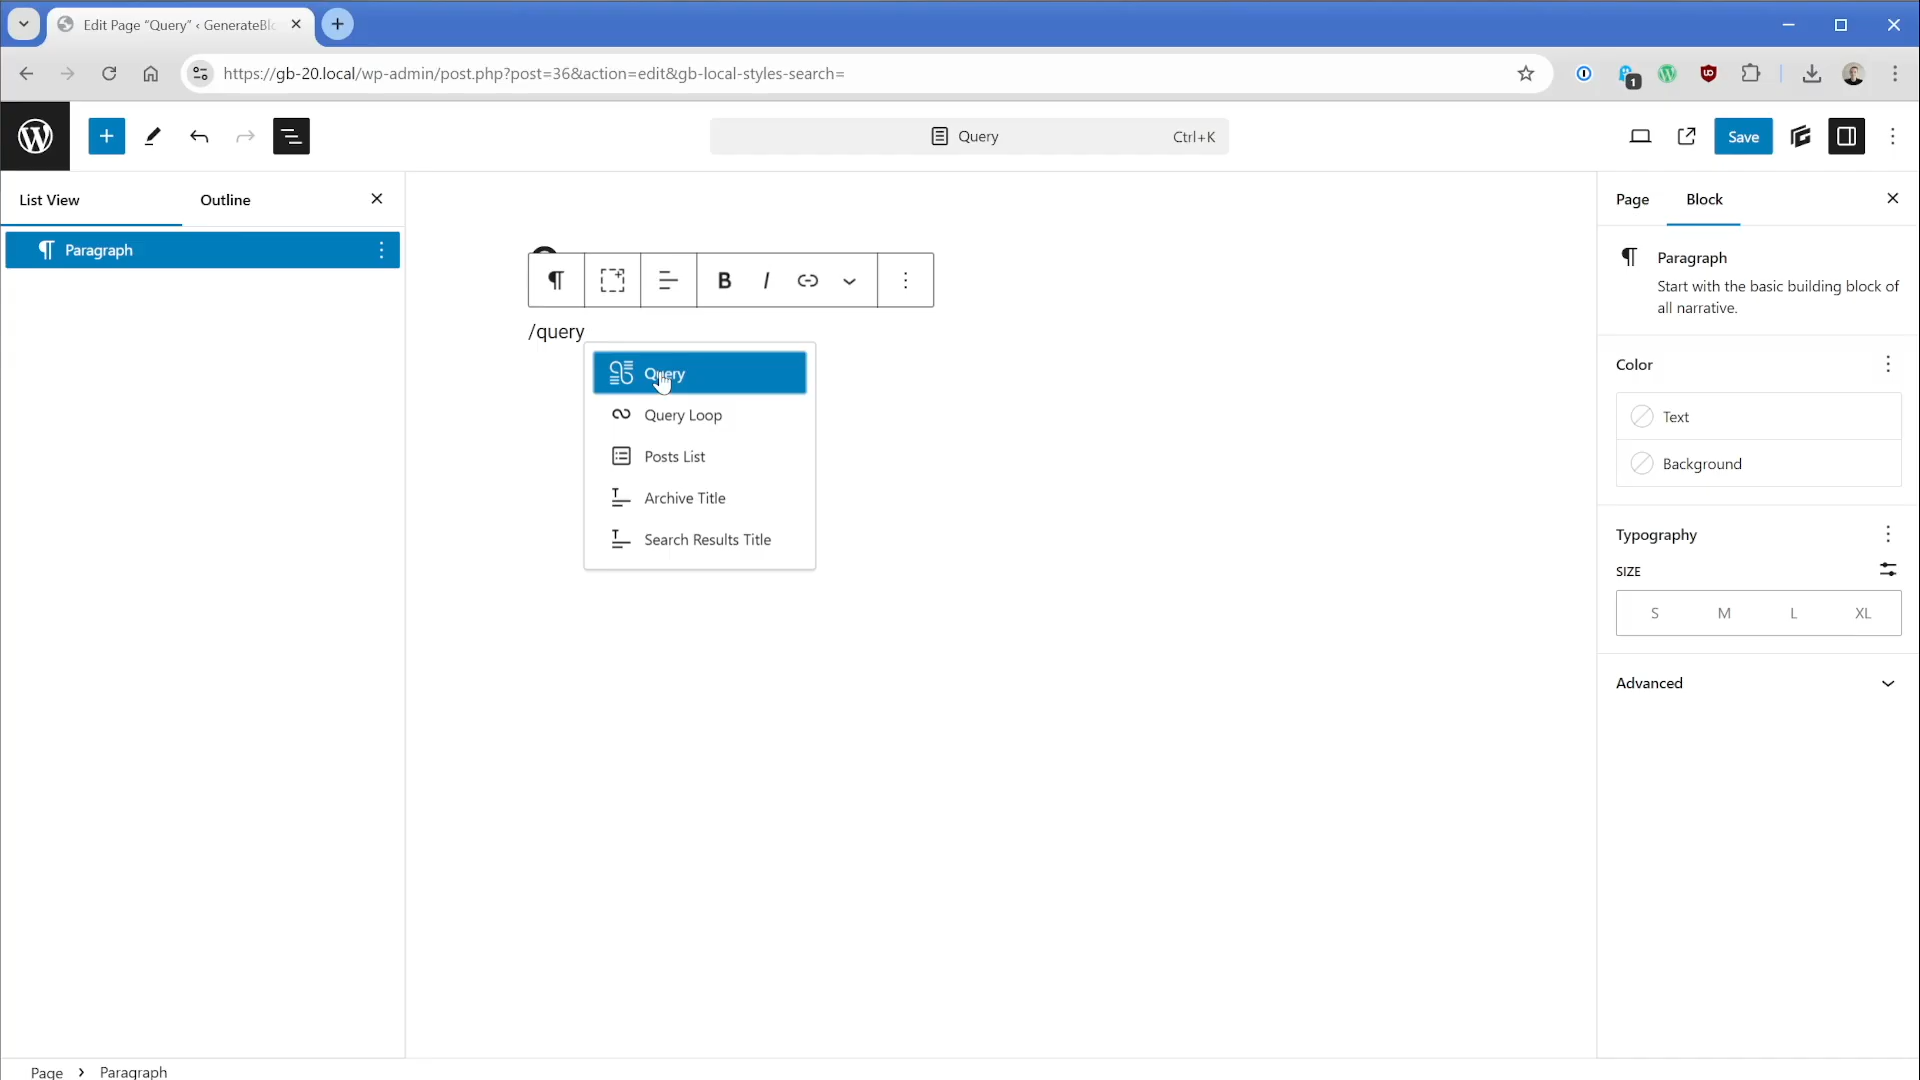 Edit Page “Query” ‹ GenerateBlo
https://gb-20.local/wp-admin/post.php?post=36&action=edit&gb-local-styles-search=
1
Query
Ctrl+K
Save
List View
Outline
Page
Block
Paragraph
Paragraph
Start with the basic building block of
all narrative.
B I
/query
Query
Query Loop
Posts List
Archive Title
Search Results Title
Color
Text
Background
Typography
SIZE
S M L XL
Advanced
Page › Paragraph